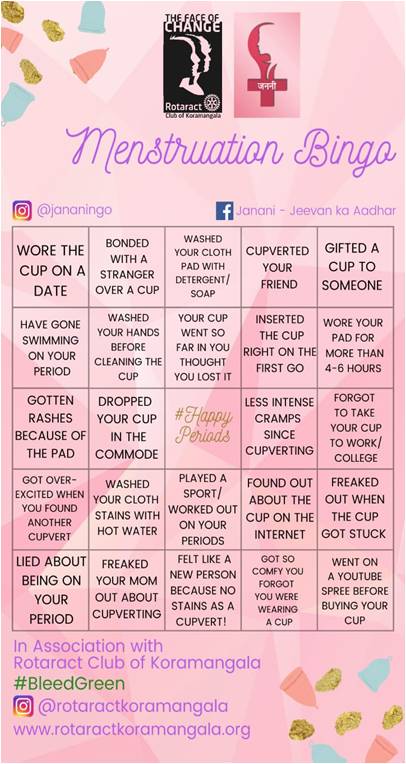 THE FACE OF
CHANGE
Rotaract
Club of Koramangala
जननी
Menstruation Bingo
@jananingo
Janani - Jeevan ka Aadhar
WORE THE
CUP ON A
DATE
BONDED
WITH A
STRANGER
OVER A CUP
WASHED
YOUR CLOTH
PAD WITH
DETERGENT/
SOAP
CUPVERTED
YOUR
FRIEND
GIFTED A
CUP TO
SOMEONE
HAVE GONE
SWIMMING
ON YOUR
PERIOD
WASHED
YOUR HANDS
BEFORE
CLEANING THE
CUP
YOUR CUP
WENT SO
FAR IN YOU
THOUGHT
YOU LOST IT
INSERTED
THE CUP
RIGHT ON THE
FIRST GO
WORE YOUR
PAD FOR
MORE THAN
4-6 HOURS
GOTTEN
RASHES
BECAUSE OF
THE PAD
DROPPED
YOUR CUP
IN THE
COMMODE
#Happy
Periods
LESS INTENSE
CRAMPS
SINCE
CUPVERTING
FORGOT
TO TAKE
YOUR CUP
TO WORK/
COLLEGE
GOT OVER-
EXCITED WHEN
YOU FOUND
ANOTHER
CUPVERT
WASHED
YOUR CLOTH
STAINS WITH
HOT WATER
PLAYED A
SPORT/
WORKED OUT
ON YOUR
PERIODS
FOUND OUT
ABOUT THE
CUP ON THE
INTERNET
FREAKED
OUT WHEN
THE CUP
GOT STUCK
LIED ABOUT
BEING ON
YOUR
PERIOD
FREAKED
YOUR MOM
OUT ABOUT
CUPVERTING
FELT LIKE A
NEW PERSON
BECAUSE NO
STAINS AS A
CUPVERT!
GOT SO
COMFY YOU
FORGOT
YOU WERE
WEARING
A CUP
WENT ON
A YOUTUBE
SPREE BEFORE
BUYING YOUR
CUP
In Association with
Rotaract Club of Koramangala
#BleedGreen
@rotaractkoramangala
www.rotaractkoramangala.org